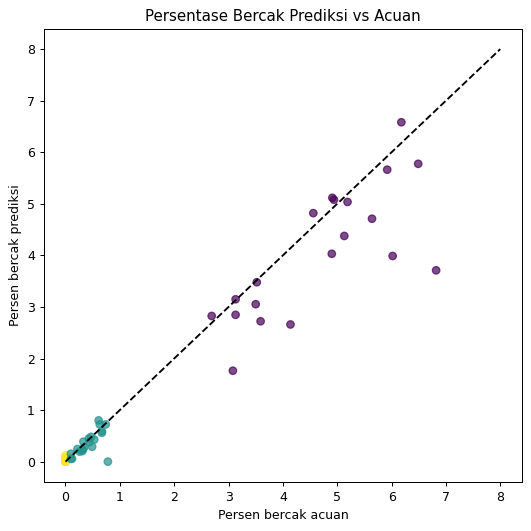 Persentase Bercak Prediksi vs Acuan
Persen bercak prediksi
8
7
6
5
4
3
2
1
0
0 1 2 3 4 5 6 7 8
Persen bercak acuan